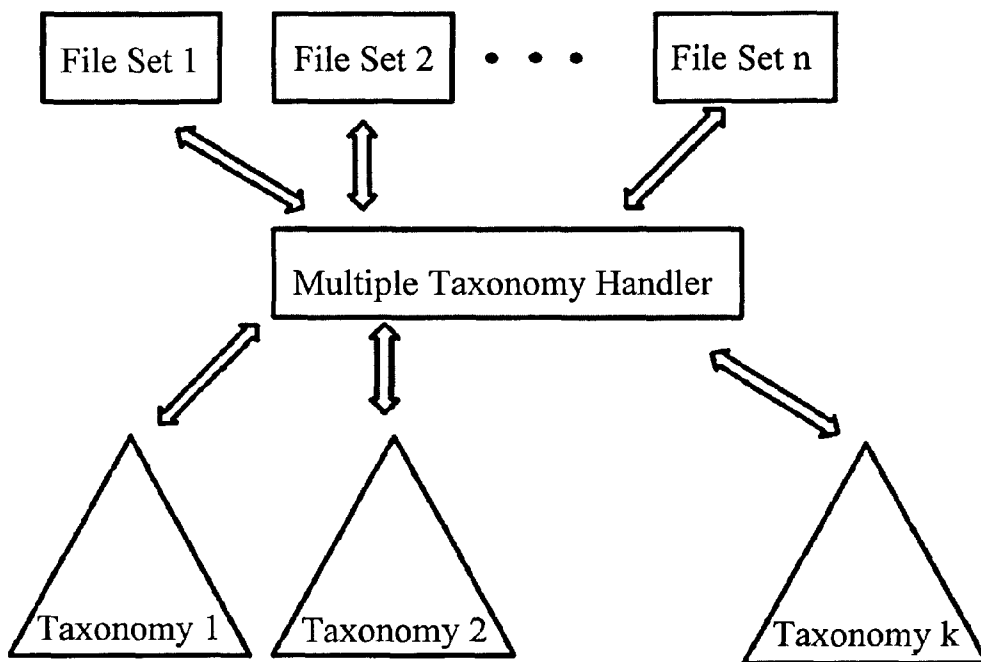 File Set 1
File Set 2
• • •
File Set n
Multiple Taxonomy Handler
Taxonomy 1
Taxonomy 2
Taxonomy k